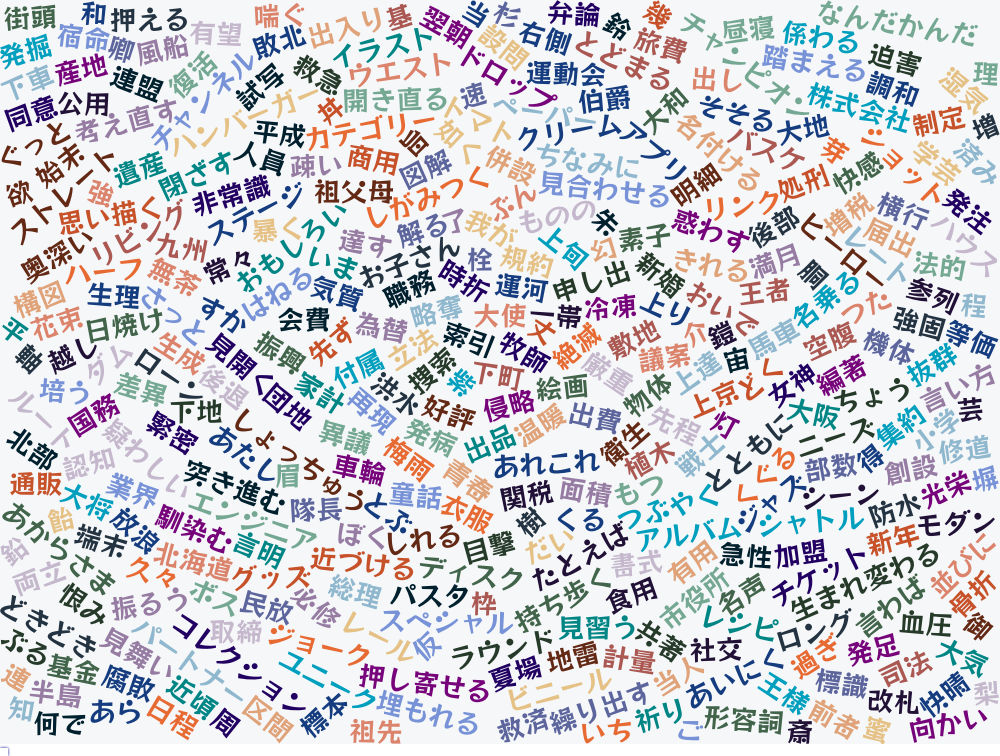 街頭
和
押える
有望
喘ぐ
出入り
基
翌朝
当
杉
弁論
鈴
幾
旅費
チャンピオン
昼寝
係わる
なんだかんだ
発掘
宿命
卿
風船
敗北
イラスト
設問
右側
とどまる
踏まえる
迫害
理
下車
産地
連盟
復活
チャンネル
試写
救急
ウエスト
ドロップ
運動会
出し
調和
湿気
同意
公用
考え直す
ハンバーガー
丼
開き直る
速
ペーパー
伯爵
大和
そそる
大地
株式会社
制定
増
ぐっと
始末
平成
カテゴリー
トマト
クリーム
アプリ
名付ける
バスケ
芽
ショット
学芸
済み
欲
ストレート
強
遺産
閉ざす
人員
疎い
商用
図解
併設
ちなみに
見合わせる
明細
リンク
処刑
快感
発注
思い描く
リビング
非常識
ステージ
祖父母
しがみつく
ぶん
ものの
朱
惑わす
後部
ヒーロー
増税
横行
ハウス
奥深い
九州
暴く
おもしろい
達す
解る
了
我が
規約
上旬
幻
素子
きれる
満月
届出
レート
法的
ハーフ
無茶
常々
いま
お子さん
栓
時折
運河
申し出
新婚
おいで
王者
胴
名乗る
参列
程
構図
生理
さっと
すか
はねる
気質
職務
略奪
大使
一帯
冷凍
上り
つた
強固
等価
平
花束
日焼け
会費
為替
索引
丈
牧師
絶滅
敷地
介
鎧
馬車
空腹
機体
抜群
畳
越し
ダム
ローン
生成
見開く
振興
先ず
立法
捜索
紫
下町
厳重
議案
上達
宙
女神
編著
言い方
培う
差異
下地
後退
団地
家計
付属
洪水
好評
侵略
絵画
物体
上京
どく
大阪
ちょう
芸
ルート
国務
疑わしい
緊密
あたし
しょっちゅう
異議
再現
発病
出品
温暖
出費
衛生
先程
灯
ともに
ニーズ
集約
小学
北部
認知
突き進む
眉
車輪
梅雨
青春
あれこれ
植木
戦士
くぐる
部数
得
創設
修道
通販
大将
業界
エンジニア
隊長
とぶ
童話
衣服
関税
面積
もつ
つぶやく
ジャズ
シーン
防水
光栄
堀
あからさま
飴
放浪
馴染む
言明
ぼく
しれる
目撃
樹
くる
アルバム
シャトル
新年
モダン
鉛
端末
北海道
グッズ
近づける
ディスク
だい
たとえば
書式
有用
急性
加盟
チケット
生まれ変わる
並びに
両立
恨み
久々
ボス
民放
必修
総理
パスタ
枠
持ち歩く
食用
市役所
名声
レシピ
言わば
骨折
どきどき
振るう
パートナー
コレクション
取締
ジョーク
レール
スペシャル
仮
ラウンド
見習う
共著
社交
ロング
血圧
御
ぶる
基金
見舞い
ユニーク
押し寄せる
夏場
地雷
計量
当人
あいにく
過ぎ
発足
司法
大気
連
半島
腐敗
近頃
区間
標本
埋もれる
ビニール
繰り出す
祈り
王様
標識
改札
快晴
梨
知
何で
あら
日程
周
祖先
救済
いち
ご
形容詞
斎
前者
蜜
向かい